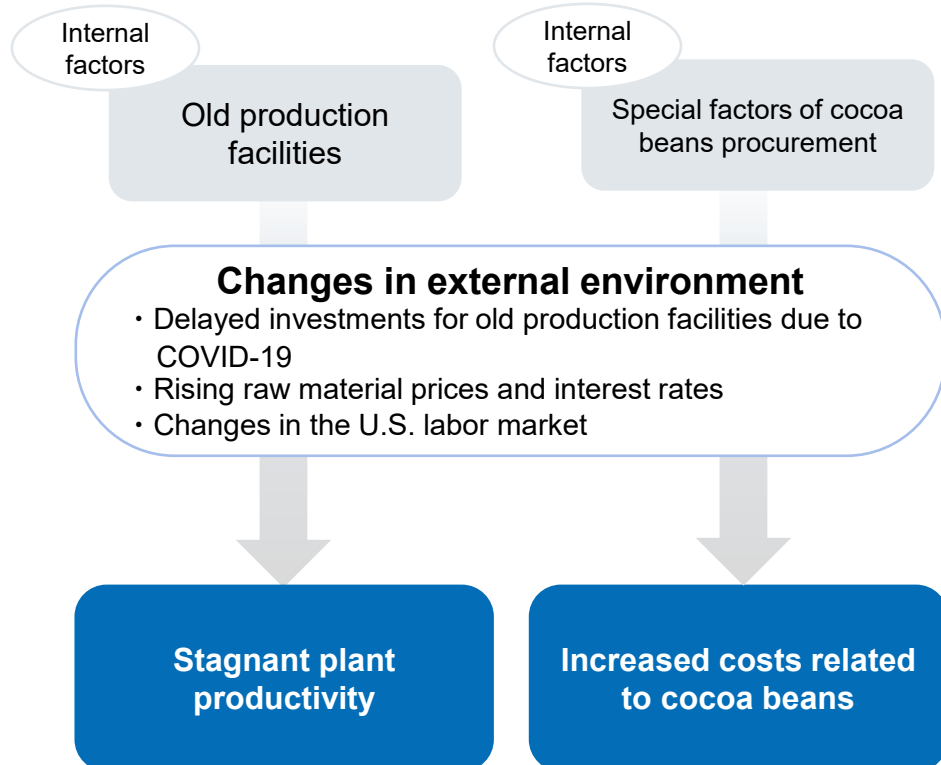 Internal
factors
Old production
facilities
Internal
factors
Special factors of cocoa
beans procurement
Changes in external environment
・Delayed investments for old production facilities due to
COVID-19
・Rising raw material prices and interest rates
・Changes in the U.S. labor market
Stagnant plant
productivity
Increased costs related
to cocoa beans